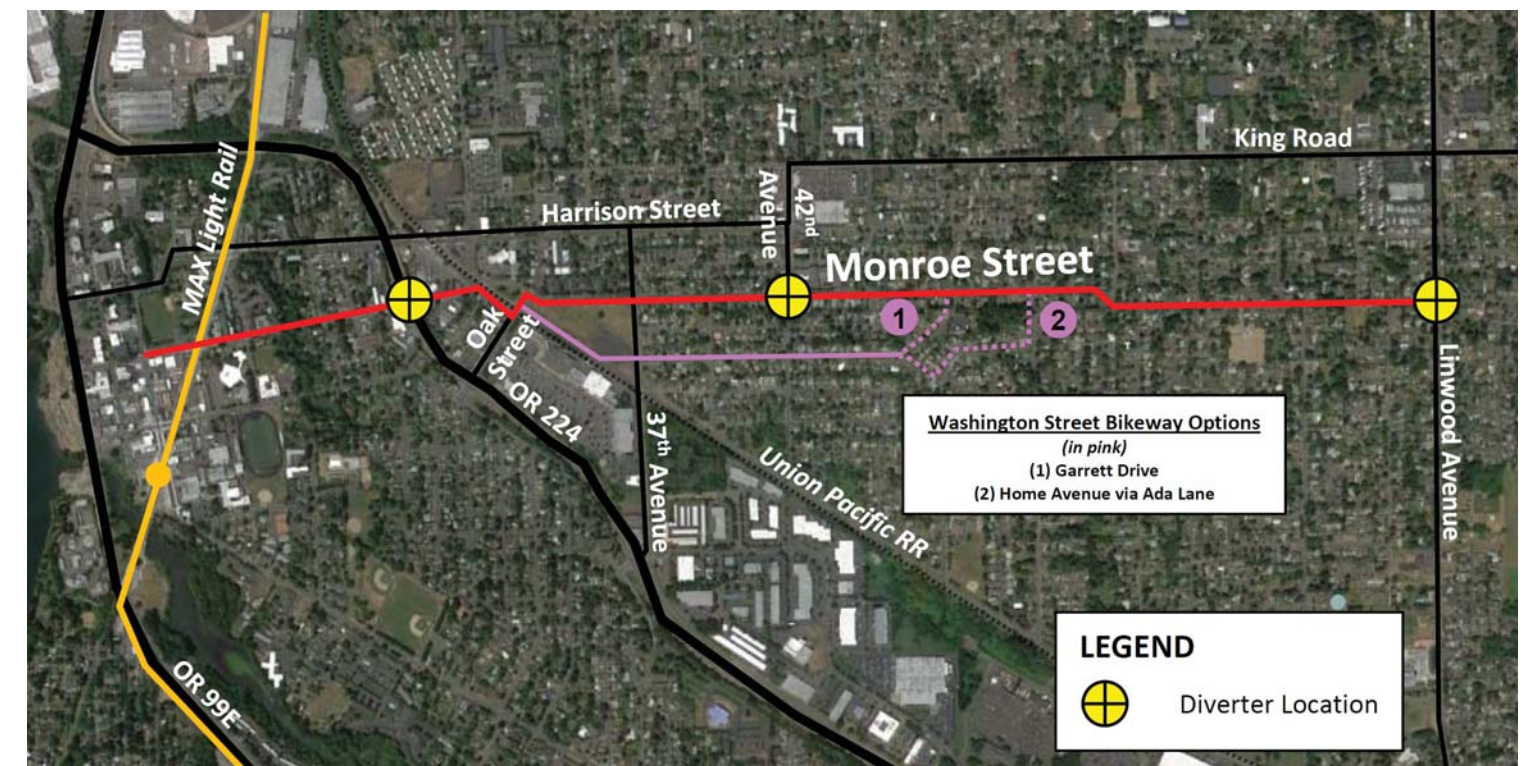 King Road
MAX Light Rail
Harrison Street
42nd
Avenue
Monroe Street
1
2
Oak
Street
OR 224
37th Avenue
Union Pacific RR
Linwood Avenue
Washington Street Bikeway Options
(in pink)
(1) Garrett Drive
(2) Home Avenue via Ada Lane
OR 99E
LEGEND
Diverter Location